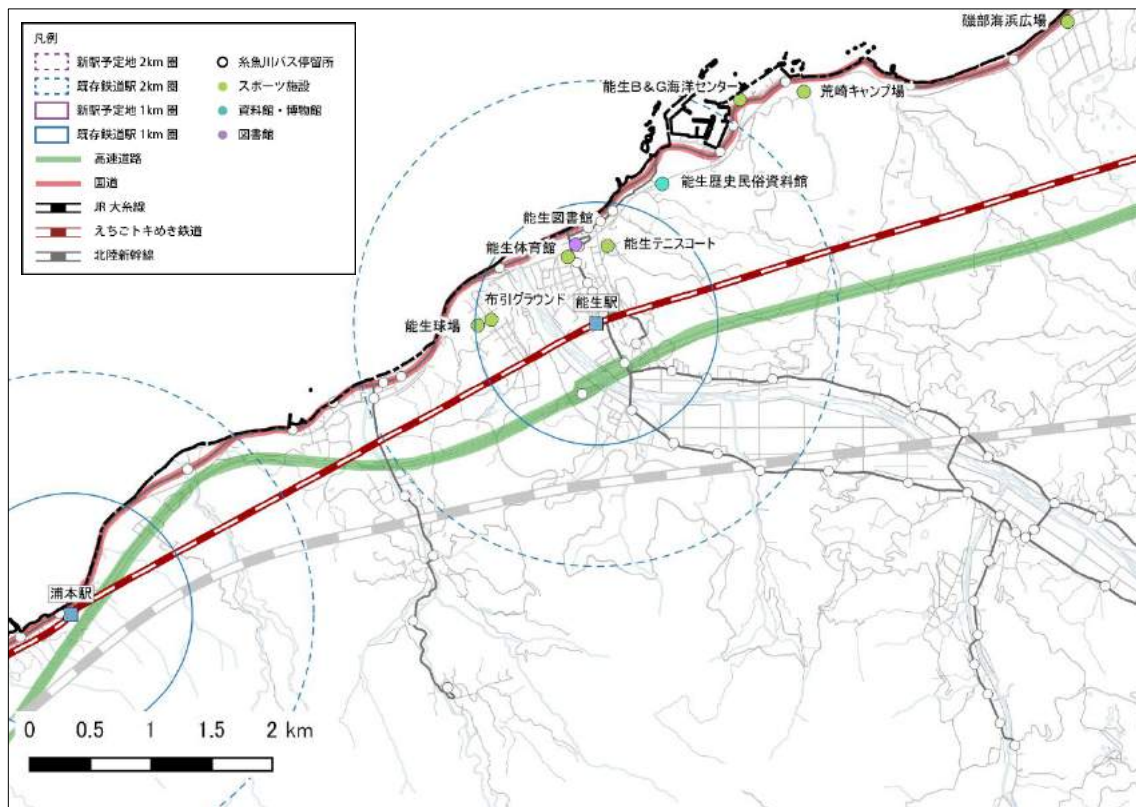 凡例
新駅予定地 2km 圏
既存鉄道駅 2km 圏
新駅予定地 1km 圏
既存鉄道駅 1km 圏
高速道路
国道
JR 大糸線
えちごトキめき鉄道
北陸新幹線
糸魚川バス停留所
スポーツ施設
資料館・博物館
図書館
磯部海浜広場
能生B&G海洋センター
荒崎キャンプ場
能生歴史民俗資料館
能生図書館
能生体育館
能生テニスコート
布引グラウンド
能生駅
能生球場
浦本駅
0 0.5 1 1.5 2 km